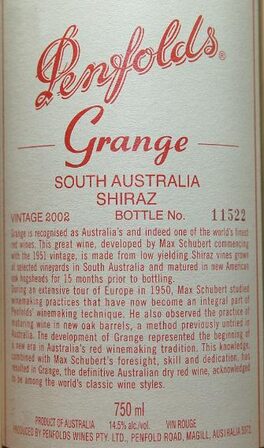 Penfolds®
Grange
SOUTH AUSTRALIA
SHIRAZ
VINTAGE 2002 BOTTLE No. 11522
Grange is recognised as Australia's and indeed one of the world's finest
red wines. This great wine, developed by Max Schubert commencing
with the 1951 vintage, is made from low yielding Shiraz vines grown
at selected vineyards in South Australia and matured in new American
oak hogsheads for 15 months prior to bottling.
During an extensive tour of Europe in 1950, Max Schubert studied
winemaking practices that have now become an integral part of
Penfolds winemaking technique. He also observed the practice of
maturing wine in new oak barrels, a method previously untried in
Australia. The development of Grange represented the beginning of
a new era in Australia's red winemaking tradition. This knowledge,
combined with Max Schubert's foresight, skill and dedication, has
resulted in Grange, the definitive Australian dry red wine, acknowledged
to be among the world's classic wine styles.
750 ml
PRODUCT OF AUSTRALIA 14.5% alc./vol. VIN ROUGE
PRODUCED BY PENFOLDS WINES PTY. LTD., PENFOLD ROAD, MAGILL, AUSTRALIA 5072.